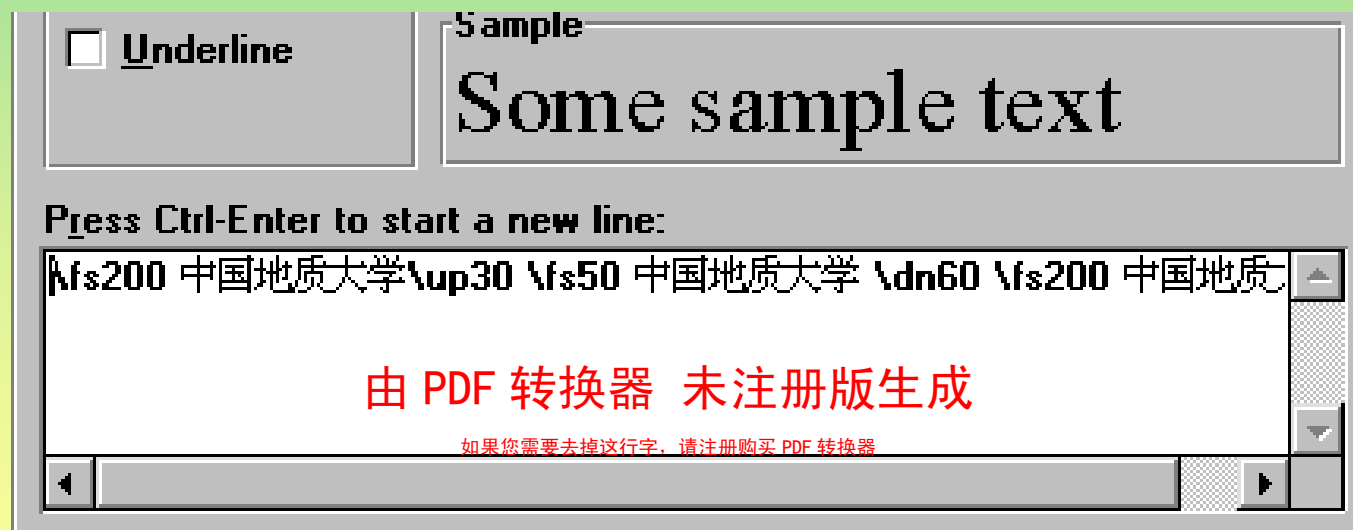 Sample
Underline
Some sample text
Press Ctrl-Enter to start a new line:
\fs200 中国地质大学\up30 \fs50 中国地质大学 \dn60 \fs200 中国地质
由 PDF 转换器 未注册版生成
如果您需要去掉这行字，请注册购买 PDF 转换器